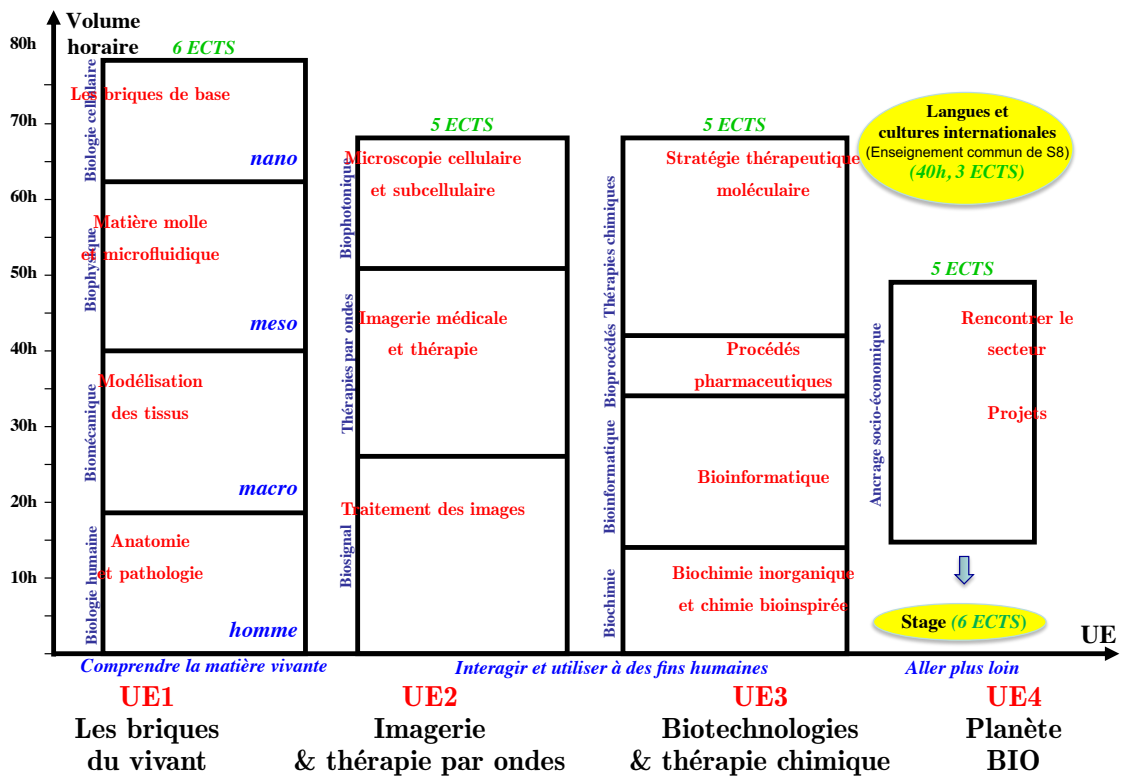 Volume
horaire
80h
70h
60h
50h
40h
30h
20h
10h
6 ECTS
Biologie cellulaire
Les briques de base
nano
Biophysique
Matière molle
et microfluidique
meso
Biomécanique
Modélisation
des tissus
macro
Biologie humaine
Anatomie
et pathologie
homme
5 ECTS
Biophotonique
Microscopie cellulaire
et subcellulaire
Thérapies par ondes
Imagerie médicale
et thérapie
Biosignal
Traitement des images
5 ECTS
Thérapies chimiques
Stratégie thérapeutique
moléculaire
Bioprocédés
Procédés
pharmaceutiques
Bioinformatique
Bioinformatique
Biochimie
Biochimie inorganique
et chimie bioinspirée
Langues et
cultures internationales
(Enseignement commun de S8)
(40h, 3 ECTS)
5 ECTS
Ancrage socio-économique
Rencontrer le
secteur
Projets
Stage (6 ECTS)
UE
Comprendre la matière vivante
Interagir et utiliser à des fins humaines
Aller plus loin
UE1
Les briques
du vivant
UE2
Imagerie
& thérapie par ondes
UE3
Biotechnologies
& thérapie chimique
UE4
Planète
BIO